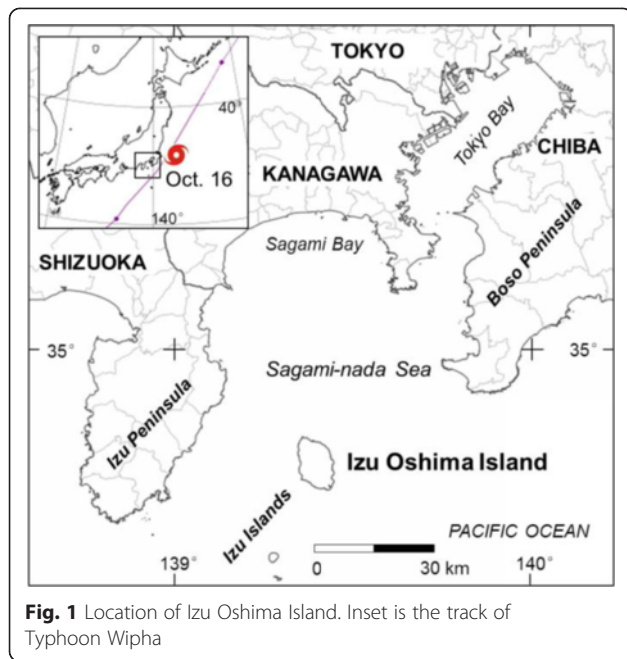 TOKYO
40°
Tokyo Bay
CHIBA
KANAGAWA
Oct. 16
140°
Sagami Bay
SHIZUOKA
Boso Peninsula
35°
35°
Sagami-nada Sea
Izu Peninsula
Izu Oshima Island
Izu Islands
PACIFIC OCEAN
139°
0 30 km
140°
Fig. 1 Location of Izu Oshima Island. Inset is the track of
Typhoon Wipha